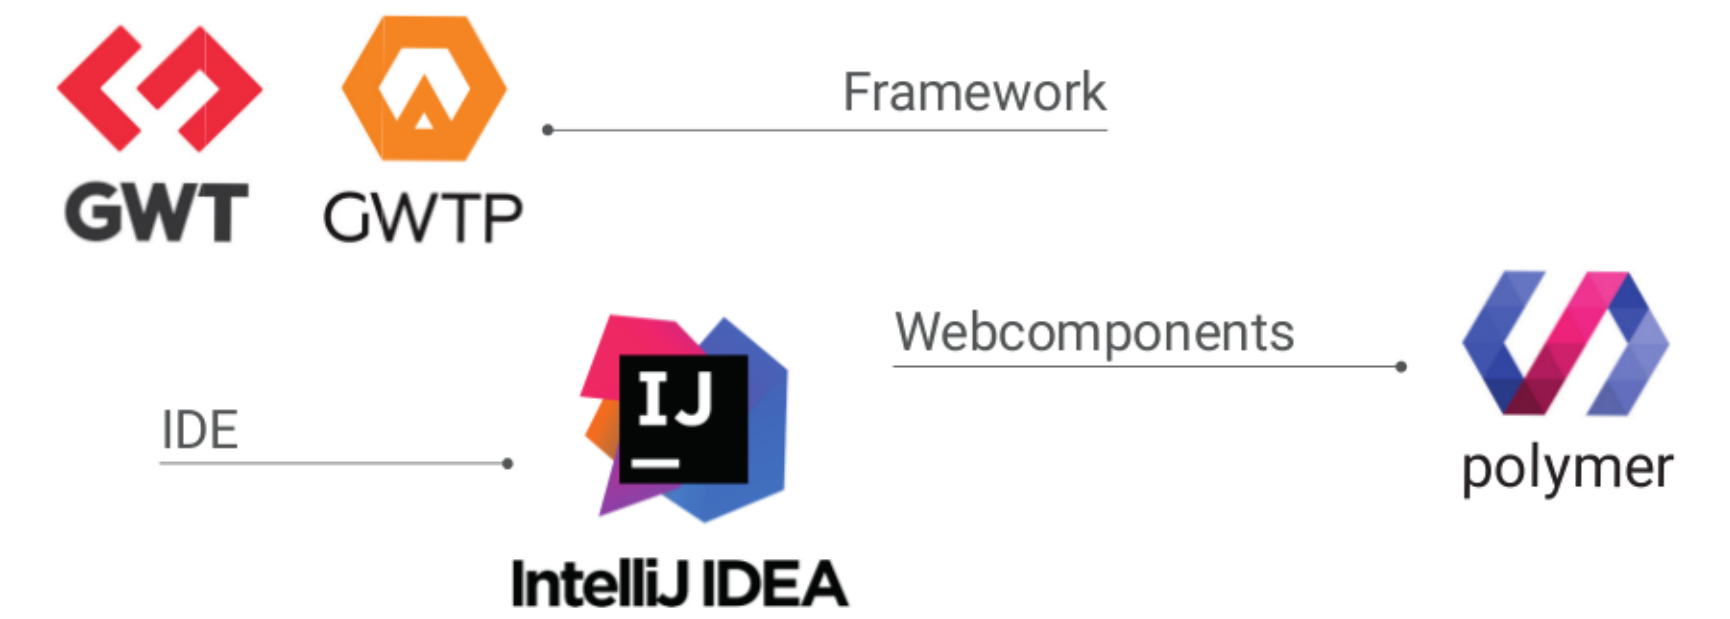 Framework
GWT
GWTP
Webcomponents
IDE
IJ
polymer
IntelliJ IDEA